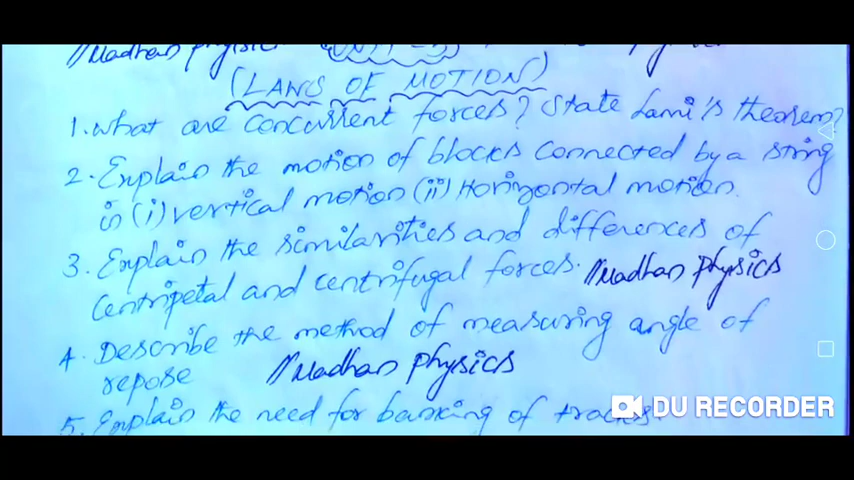 Madhan physics
(LAWS OF MOTION)
1. What are concurrent forces? State Lami's theorem?
2. Explain the motion of blocks connected by a string
in (i) vertical motion (ii) Horizontal motion.
3. Explain the similarities and differences of
centripetal and centrifugal forces. Madhan physics
4. Describe the method of measuring angle of
repose Madhan physics
5. Explain the need for banking of tracks.
DU RECORDER